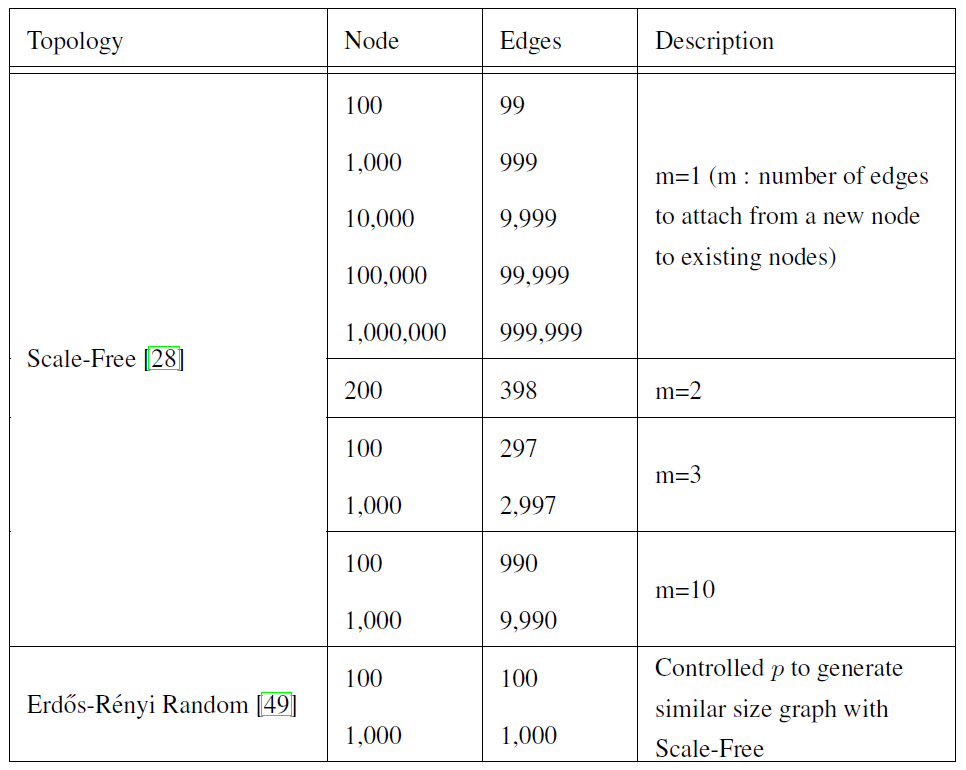 Topology Node Edges Description
Scale-Free [28]
100 99
1,000 999
10,000 9,999
100,000 99,999
1,000,000 999,999
m=1 (m : number of edges
to attach from a new node
to existing nodes)
200 398 m=2
100 297
1,000 2,997
m=3
100 990
1,000 9,990
m=10
Erdős-Rényi Random [49]
100 100
1,000 1,000
Controlled p to generate
similar size graph with
Scale-Free